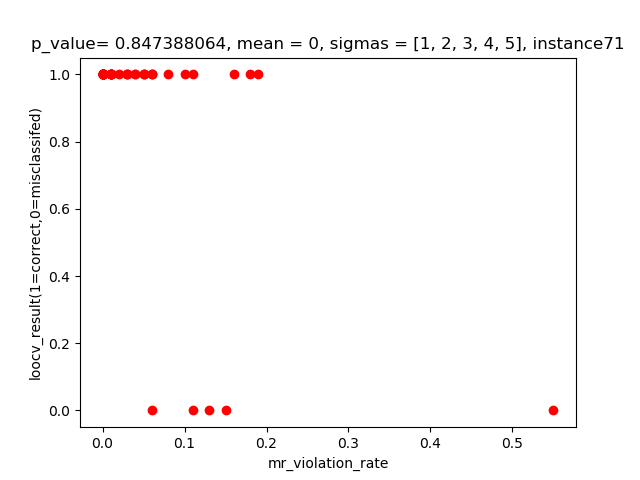 p_value= 0.847388064, mean = 0, sigmas = [1, 2, 3, 4, 5], instance71
1.0
0.8
0.6
0.4
0.2
0.0
loocv_result(1=correct,0=misclassifed)
0.0 0.1 0.2 0.3 0.4 0.5
mr_violation_rate